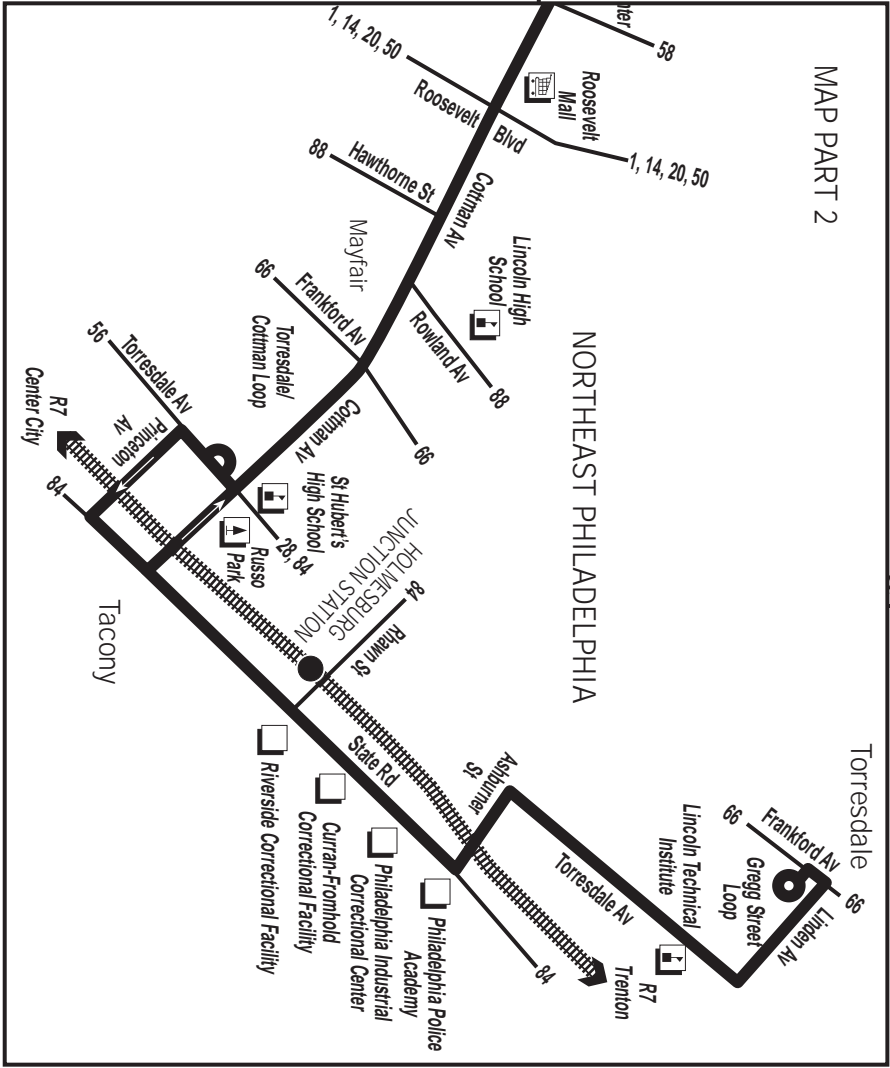 MAP PART 2
NORTHEAST PHILADELPHIA
58
1, 14, 20, 50
Roosevelt
Mall
Roosevelt
Blvd
1, 14, 20, 50
88
Hawthorne St
Cottman Av
Mayfair
Lincoln High
School
66
Frankford Av
Rowland Av
88
66
Torresdale/
Cottman Loop
56
Torresdale Av
Cottman Av
R7
Center City
Princeton
Av
84
St Hubert's
High School
28, 84
Russo
Park
Tacony
HOLMESBURG
JUNCTION STATION
84
Rhawn St
State Rd
Riverside Correctional Facility
Curran-Fromhold
Correctional Facility
Philadelphia Industrial
Correctional Center
Philadelphia Police
Academy
84
Ashburner
St
Torresdale Av
R7
Trenton
Lincoln Technical
Institute
Torresdale
66
Frankford Av
66
Gregg Street
Loop
Linden Av